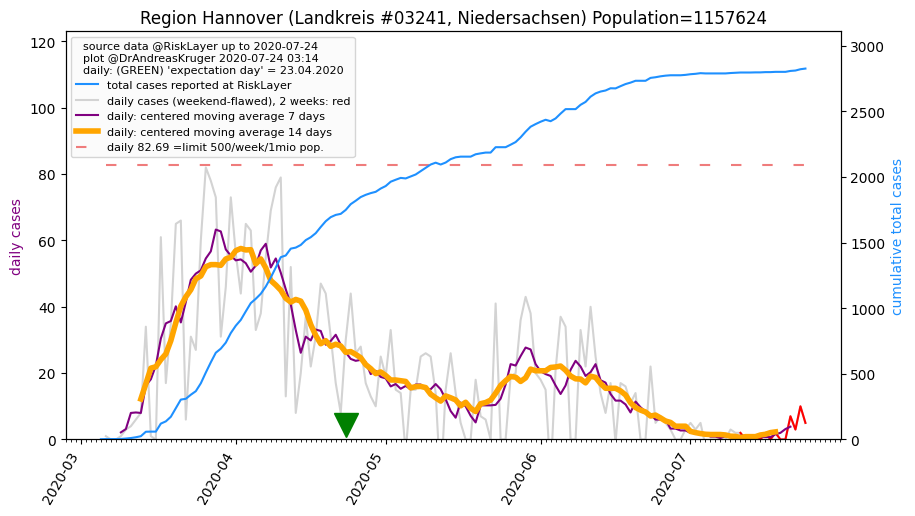 Region Hannover (Landkreis #03241, Niedersachsen) Population=1157624
source data @RiskLayer up to 2020-07-24
plot @DrAndreasKruger 2020-07-24 03:14
daily: (GREEN) 'expectation day' = 23.04.2020
total cases reported at RiskLayer
daily cases (weekend-flawed), 2 weeks: red
daily: centered moving average 7 days
daily: centered moving average 14 days
daily 82.69 =limit 500/week/1mio pop.
daily cases
120
100
80
60
40
20
0
cumulative total cases
3000
2500
2000
1500
1000
500
0
2020-03
2020-04
2020-05
2020-06
2020-07